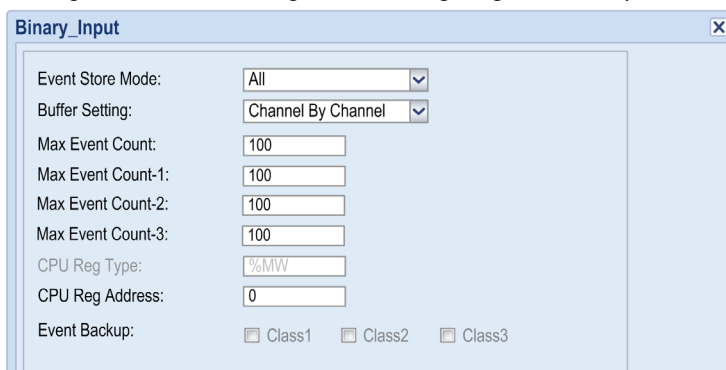 Binary_Input
Event Store Mode: All
Buffer Setting: Channel By Channel
Max Event Count: 100
Max Event Count-1: 100
Max Event Count-2: 100
Max Event Count-3: 100
CPU Reg Type: %MW
CPU Reg Address: 0
Event Backup: Class1 Class2 Class3